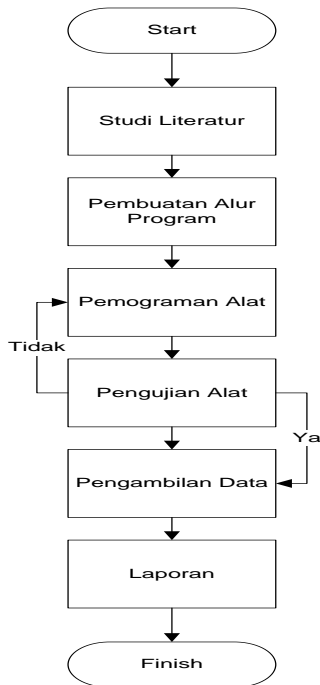 Start
Studi Literatur
Pembuatan Alur
Program
Pemograman Alat
Tidak
Pengujian Alat
Ya
Pengambilan Data
Laporan
Finish